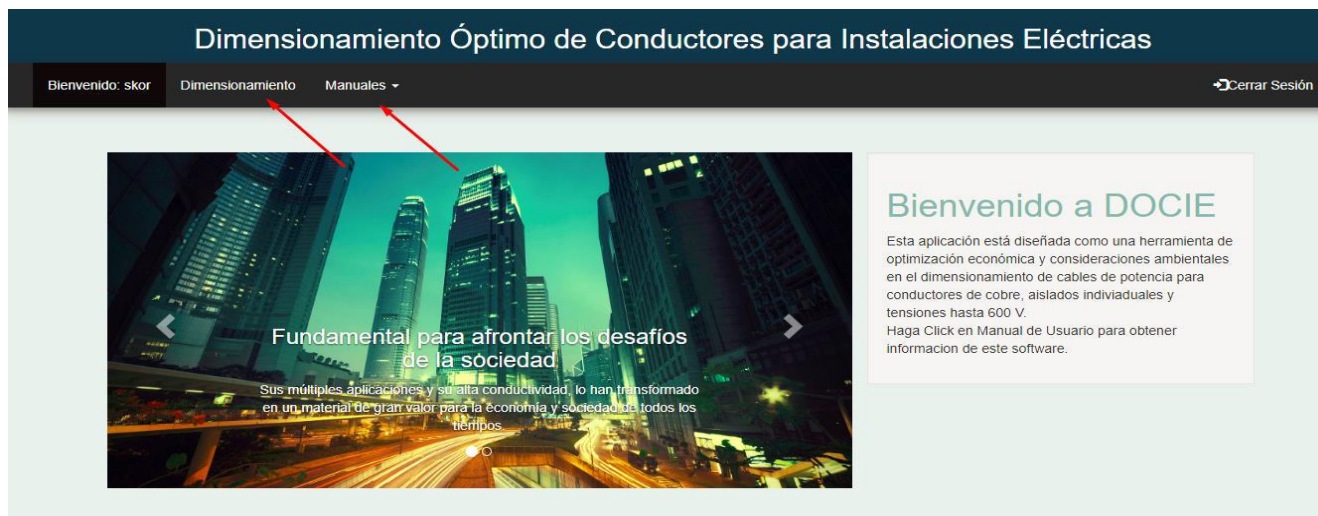 Dimensionamiento Óptimo de Conductores para Instalaciones Eléctricas
Bienvenido: skor Dimensionamiento Manuales Cerrar Sesión
Fundamental para afrontar los desafíos
de la sociedad
Sus múltiples aplicaciones y su alta conductividad, lo han transformado
en un material de gran valor para la economía y sociedad de todos los
tiempos
Bienvenido a DOCIE
Esta aplicación está diseñada como una herramienta de
optimización económica y consideraciones ambientales
en el dimensionamiento de cables de potencia para
conductores de cobre, aislados indiviaduales y
tensiones hasta 600 V.
Haga Click en Manual de Usuario para obtener
informacion de este software.